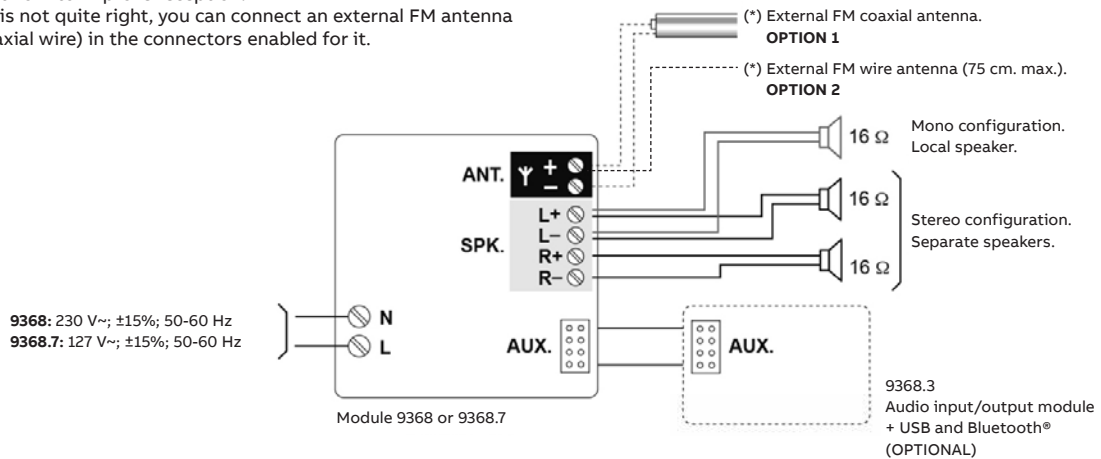 is not quite right, you can connect an external FM antenna
axial wire) in the connectors enabled for it.
(*) External FM coaxial antenna.
OPTION 1
(*) External FM wire antenna (75 cm. max.).
OPTION 2
16 Ω
Mono configuration.
Local speaker.
ANT.
+
−
16 Ω
Stereo configuration.
Separate speakers.
16 Ω
SPK.
L+
L−
R+
R−
9368: 230 V~; ±15%; 50-60 Hz
9368.7: 127 V~; ±15%; 50-60 Hz
N
L
AUX.
AUX.
Module 9368 or 9368.7
9368.3
Audio input/output module
+ USB and Bluetooth®
(OPTIONAL)